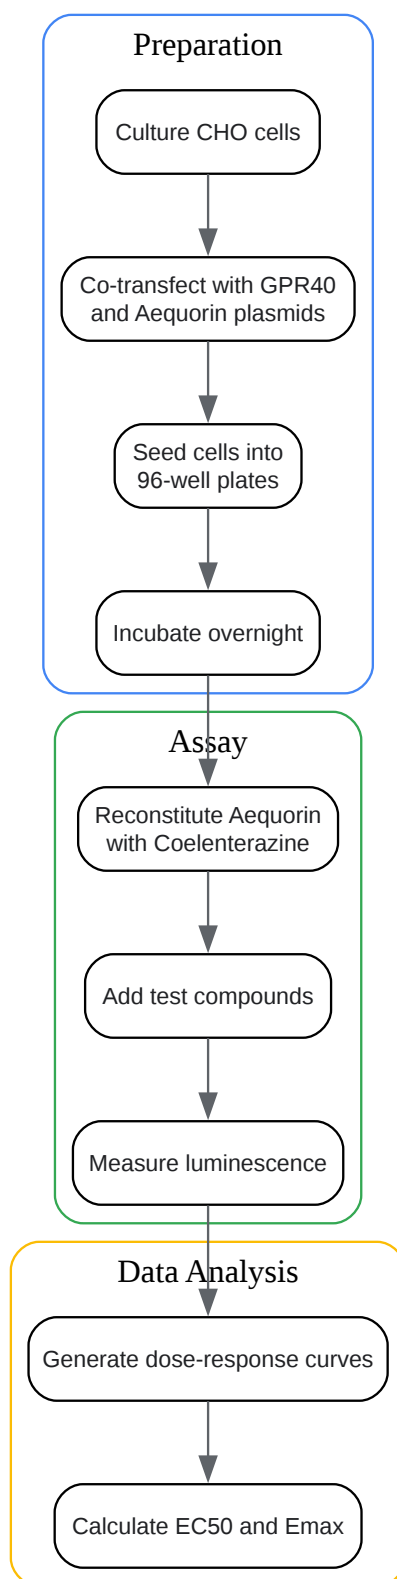 Preparation
Culture CHO cells
Co-transfect with GPR40
and Aequorin plasmids
Seed cells into
96-well plates
Incubate overnight
Assay
Reconstitute Aequorin
with Coelenterazine
Add test compounds
Measure luminescence
Data Analysis
Generate dose-response curves
Calculate EC50 and Emax